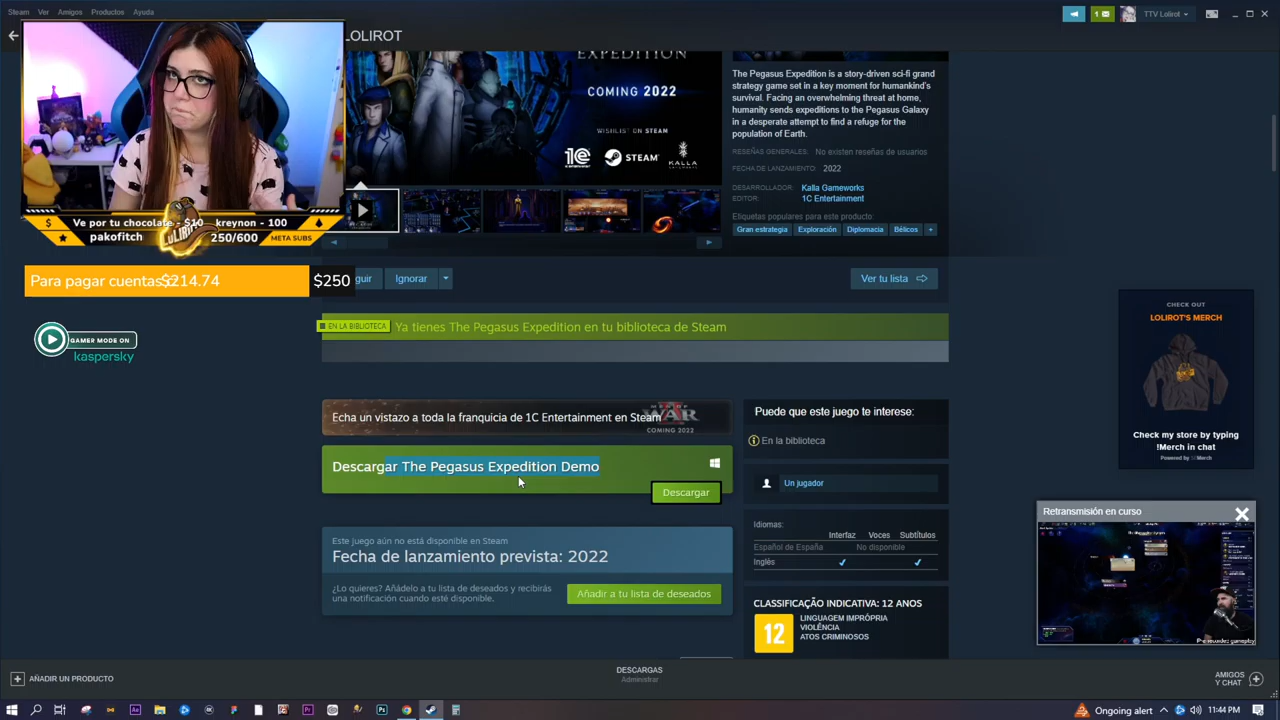 Steam Ver Amigos Productos Ayuda
1
TTV Lolirot
LOLIROT
EXPEDITION
COMING 2022
WISHLIST ON STEAM
1C
STEAM
KALLA
The Pegasus Expedition is a story-driven sci-fi grand
strategy game set in a key moment for humankind's
survival. Facing an overwhelming threat at home,
humanity sends expeditions to the Pegasus Galaxy
in a desperate attempt to find a refuge for the
population of Earth.
RESEÑAS GENERALES: No existen reseñas de usuarios
FECHA DE LANZAMIENTO: 2022
DESARROLLADOR: Kalla Gameworks
EDITOR: 1C Entertainment
Etiquetas populares para este producto:
Gran estrategia Exploración Diplomacia Bélicos +
Ve por tu chocolate - $10 kreynon - 100
pakofitch
LOLIROT
250/600 META SUBS
Para pagar cuentas
$214.74
$250
guir
Ignorar
Ver tu lista
GAMER MODE ON
kaspersky
EN LA BIBLIOTECA Ya tienes The Pegasus Expedition en tu biblioteca de Steam
CHECK OUT
LOLIROT'S MERCH
Check my store by typing
!Merch in chat
Echa un vistazo a toda la franquicia de 1C Entertainment en Steam
WAR
COMING 2022
Puede que este juego te interese:
En la biblioteca
Descargar The Pegasus Expedition Demo
Descargar
Un jugador
Idiomas:
Interfaz Voces Subtítulos
Español de España No disponible
Inglés ✔ ✔
Este juego aún no está disponible en Steam
Fecha de lanzamiento prevista: 2022
¿Lo quieres? Añádelo a tu lista de deseados y recibirás
una notificación cuando esté disponible.
Añadir a tu lista de deseados
CLASSIFICAÇÃO INDICATIVA: 12 ANOS
12
LINGUAGEM IMPRÓPRIA
VIOLÊNCIA
ATOS CRIMINOSOS
Retransmisión en curso
Pre-recorded gameplay
AÑADIR UN PRODUCTO
DESCARGAS
Administrar
AMIGOS
Y CHAT
Ongoing alert
11:44 PM